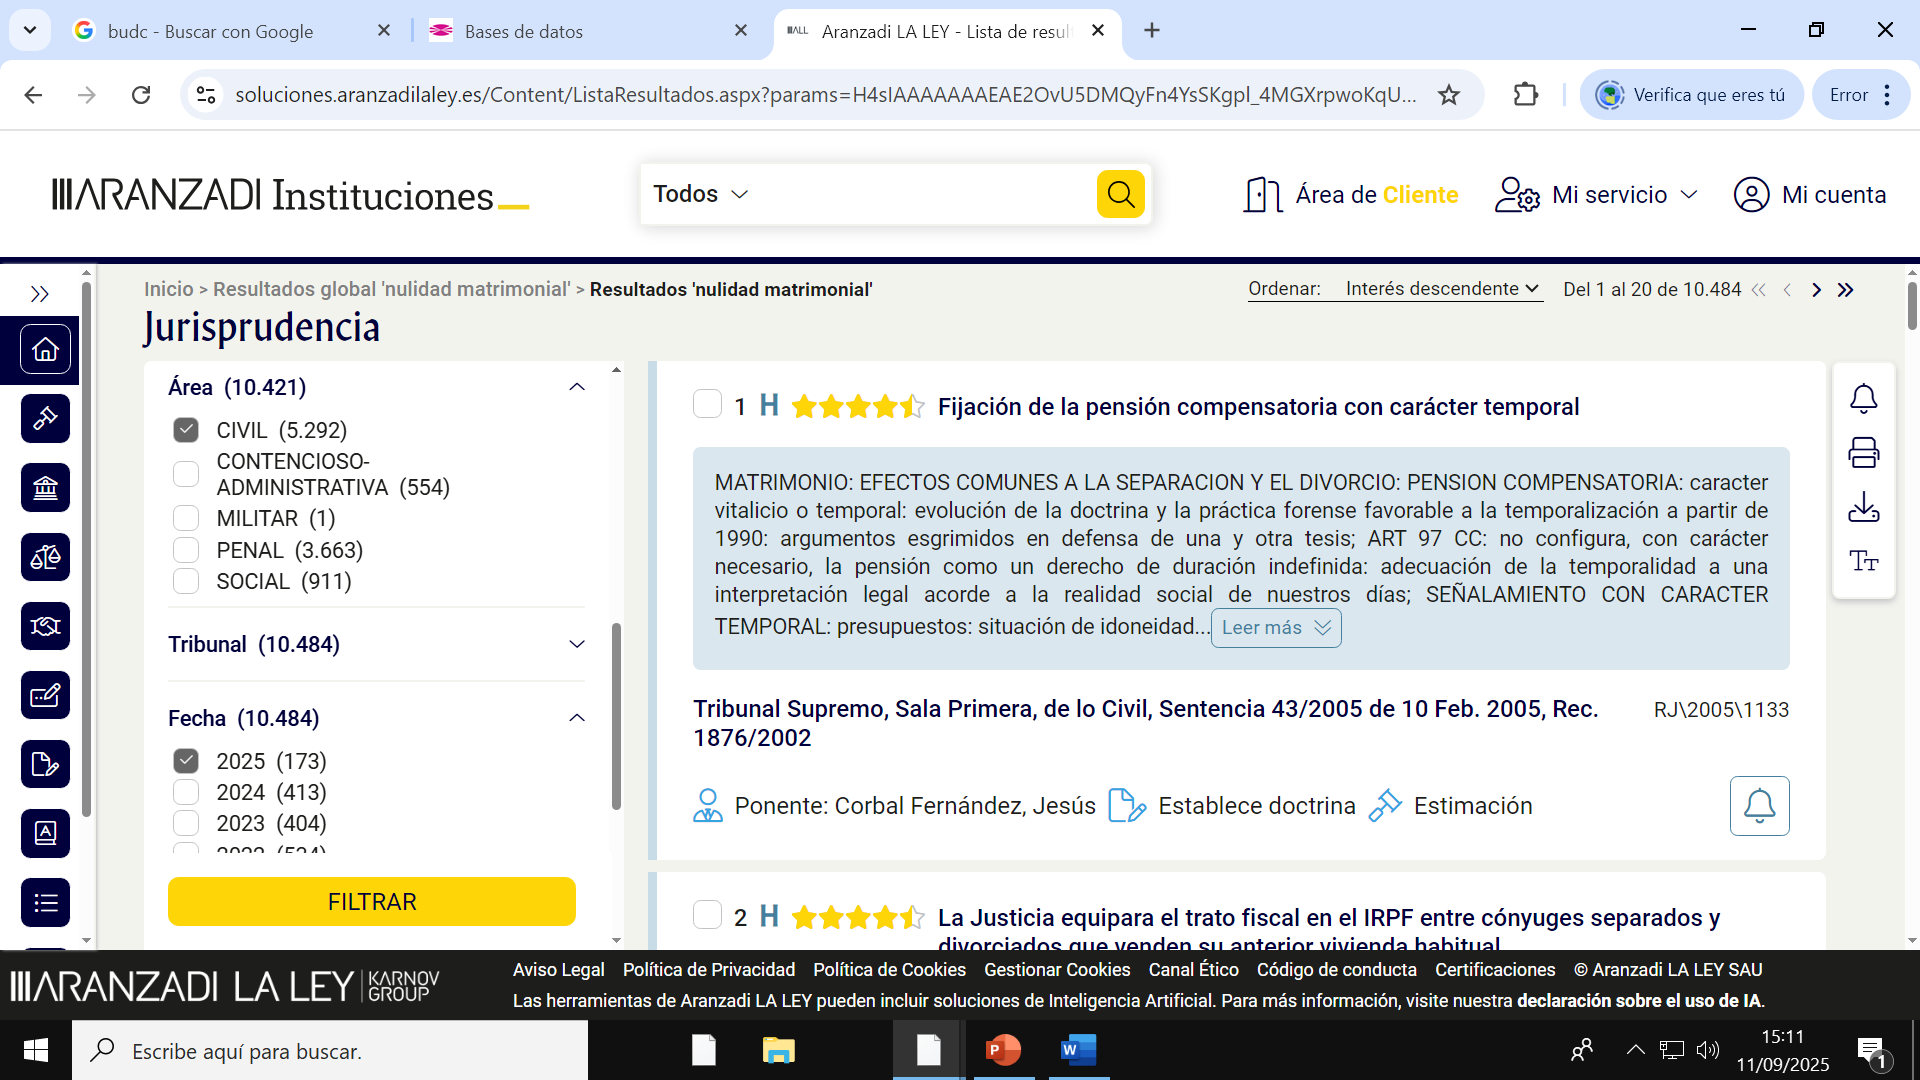 budc - Buscar con Google
Bases de datos
Aranzadi LA LEY - Lista de resul
soluciones.aranzadilaley.es/Content/ListaResultados.aspx?params=H4sIAAAAAAAEAE2OvU5DMQyFn4YsSKgpl_4MGXrpwoKqU...
Verifica que eres tú
Error
ARANZADI Instituciones
Todos
Área de Cliente
Mi servicio
Mi cuenta
Inicio > Resultados global 'nulidad matrimonial' > Resultados 'nulidad matrimonial'
Ordenar: Interés descendente
Del 1 al 20 de 10.484
Jurisprudencia
Área (10.421)
CIVIL (5.292)
CONTENCIOSO-
ADMINISTRATIVA (554)
MILITAR (1)
PENAL (3.663)
SOCIAL (911)
Tribunal (10.484)
Fecha (10.484)
2025 (173)
2024 (413)
2023 (404)
FILTRAR
1 H Fijación de la pensión compensatoria con carácter temporal
MATRIMONIO: EFECTOS COMUNES A LA SEPARACION Y EL DIVORCIO: PENSION COMPENSATORIA: caracter
vitalicio o temporal: evolución de la doctrina y la práctica forense favorable a la temporalización a partir de
1990: argumentos esgrimidos en defensa de una y otra tesis; ART 97 CC: no configura, con carácter
necesario, la pensión como un derecho de duración indefinida: adecuación de la temporalidad a una
interpretación legal acorde a la realidad social de nuestros días; SEÑALAMIENTO CON CARACTER
TEMPORAL: presupuestos: situación de idoneidad... Leer más
Tribunal Supremo, Sala Primera, de lo Civil, Sentencia 43/2005 de 10 Feb. 2005, Rec.
1876/2002
RJ\2005\1133
Ponente: Corbal Fernández, Jesús
Establece doctrina
Estimación
2 H La Justicia equipara el trato fiscal en el IRPF entre cónyuges separados y
divorciados que venden su anterior vivienda habitual
ARANZADI LA LEY
KARNOV
GROUP
Aviso Legal Política de Privacidad Política de Cookies Gestionar Cookies Canal Ético Código de conducta Certificaciones © Aranzadi LA LEY SAU
Las herramientas de Aranzadi LA LEY pueden incluir soluciones de Inteligencia Artificial. Para más información, visite nuestra declaración sobre el uso de IA.
Escribe aquí para buscar.
15:11
11/09/2025
1